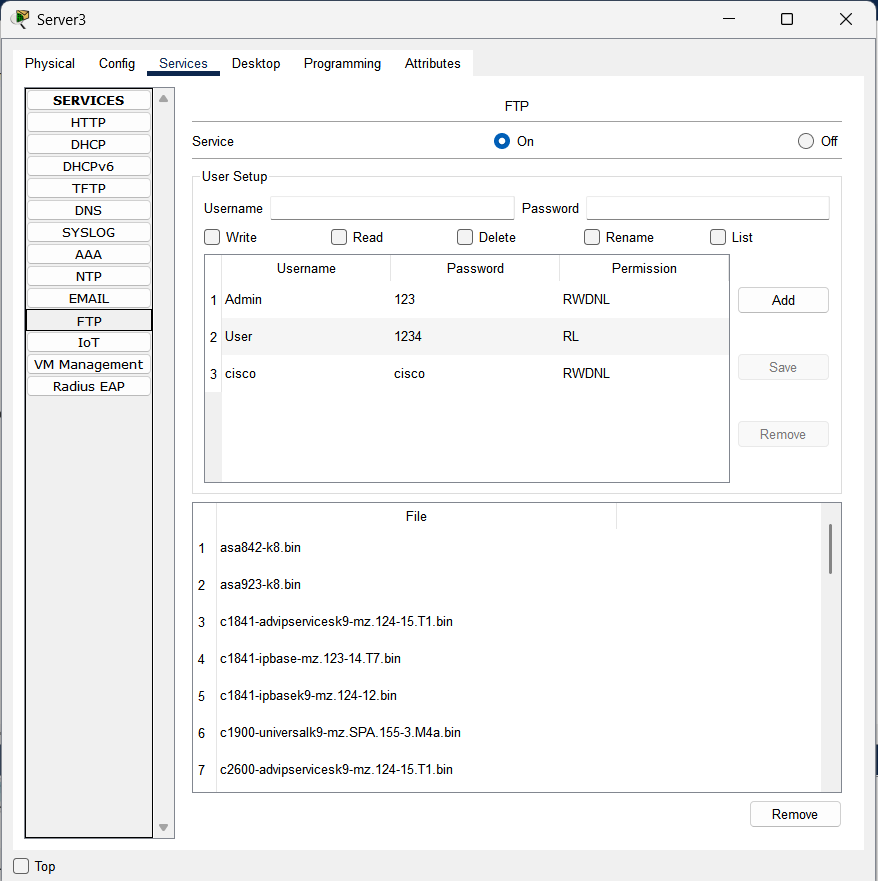 Server3
Physical Config Services Desktop Programming Attributes
SERVICES
HTTP
DHCP
DHCPv6
TFTP
DNS
SYSLOG
AAA
NTP
EMAIL
FTP
IoT
VM Management
Radius EAP
FTP
Service On Off
User Setup
Username Password
Write Read Delete Rename List
Username Password Permission
1 Admin 123 RWDNL
2 User 1234 RL
3 cisco cisco RWDNL
Add
Save
Remove
File
1 asa842-k8.bin
2 asa923-k8.bin
3 c1841-advipservicesk9-mz.124-15.T1.bin
4 c1841-ipbase-mz.123-14.T7.bin
5 c1841-ipbasek9-mz.124-12.bin
6 c1900-universalk9-mz.SPA.155-3.M4a.bin
7 c2600-advipservicesk9-mz.124-15.T1.bin
Remove
Top